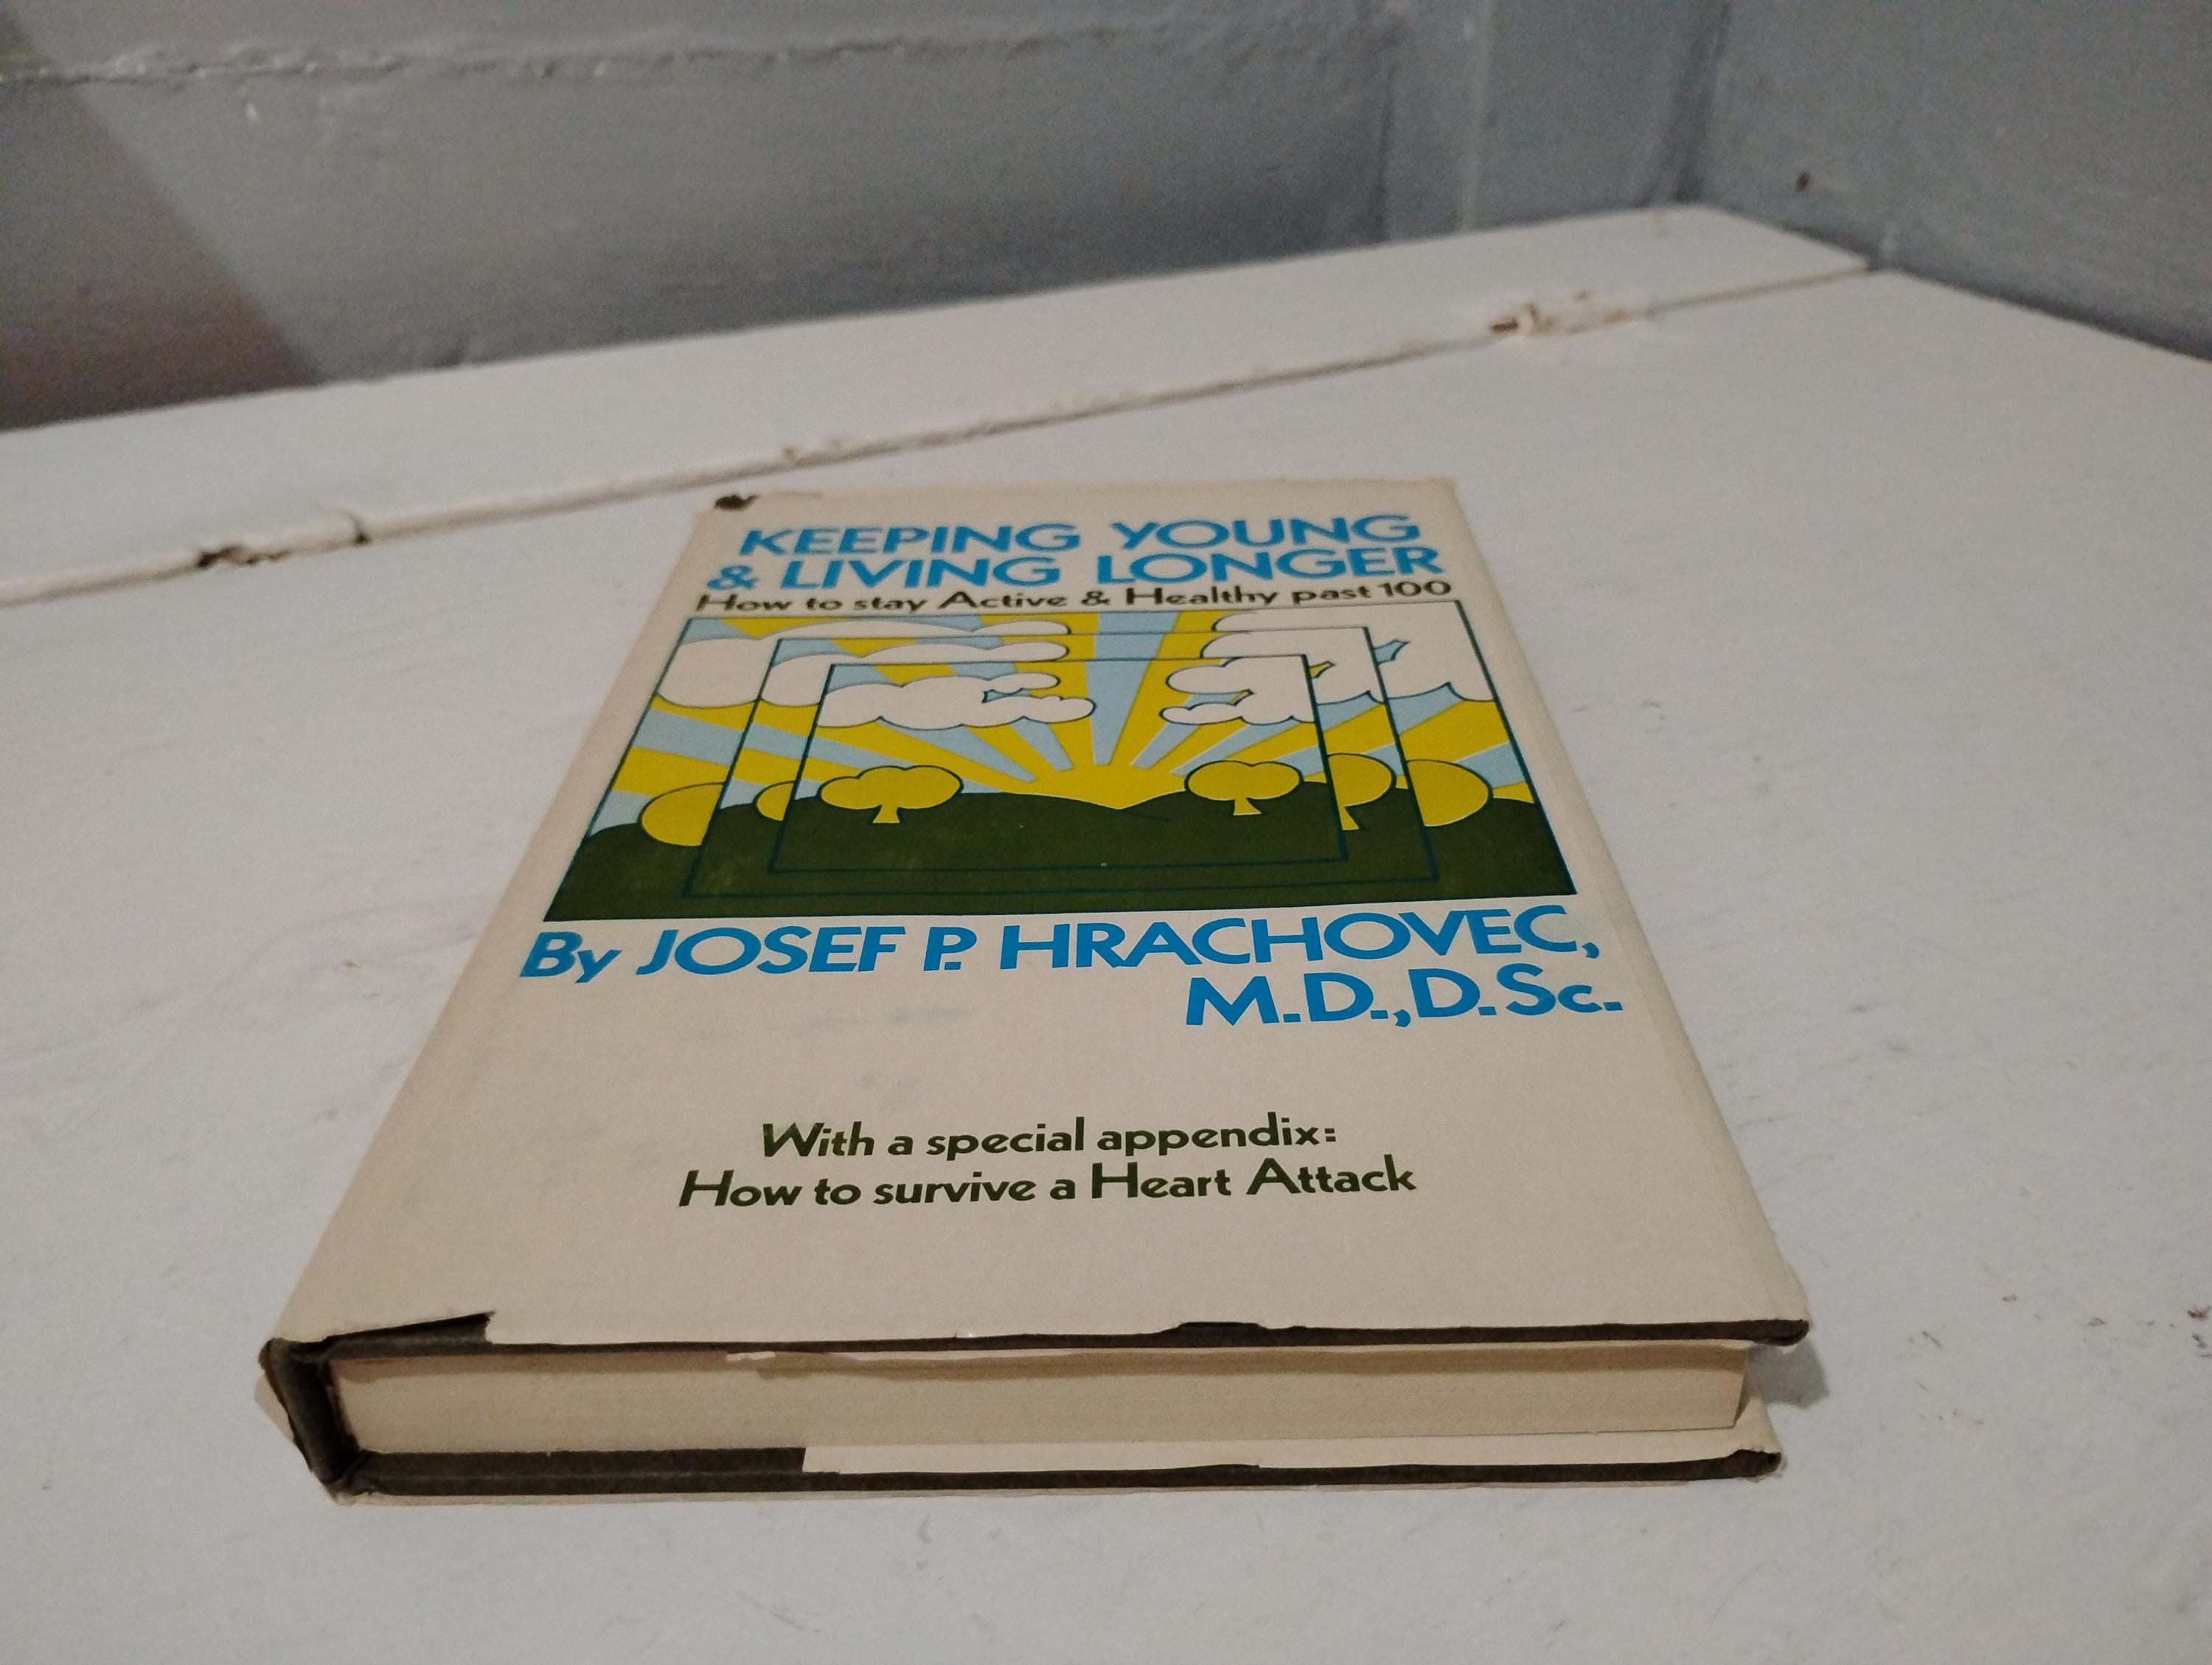 KEEPING YOUNG
& LIVING LONGER
How to stay Active & Healthy past 100
By JOSEF P. HRACHOVEC,
M.D.,D.Sc.
With a special appendix:
How to survive a Heart Attack